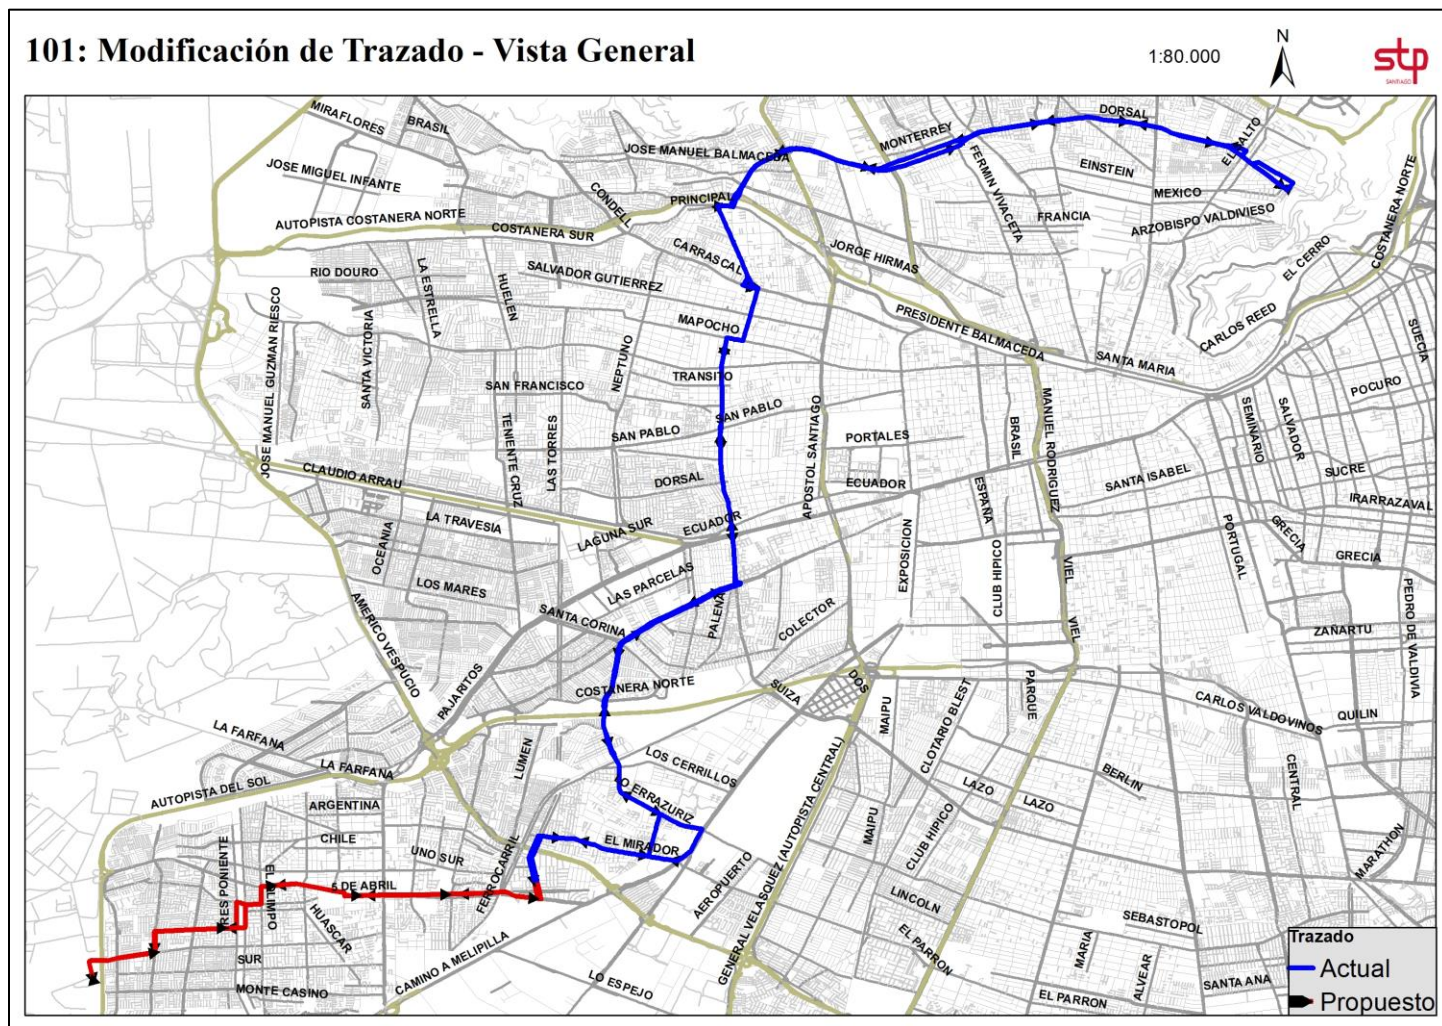 101: Modificación de Trazado - Vista General
1:80.000
N
stp
SANTIAGO
MIRAFLORES
BRASIL
JOSE MANUEL BALMACEDA
MONTERREY
DORSAL
EL SALTO
FERMIN VIVACETA
EINSTEIN
MEXICO
JOSE MIGUEL INFANTE
CONDELL
PRINCIPAL
FRANCIA
ARZOBISPO VALDIVIESO
COSTANERA NORTE
AUTOPISTA COSTANERA NORTE
COSTANERA SUR
CARRASCAL
JORGE HIRMAS
EL CERRO
RIO DOURO
LA ESTRELLA
HUELEN
SALVADOR GUTIERREZ
JOSE MANUEL GUZMAN RIESCO
SANTA VICTORIA
NEPTUNO
MAPOCHO
PRESIDENTE BALMACEDA
CARLOS REED
SUECIA
SANTA MARIA
TRANSITO
SAN FRANCISCO
POCURO
TENIENTE CRUZ
LAS TORRES
SAN PABLO
SAN PABLO
APOSTOL SANTIAGO
PORTALES
BRASIL
MANUEL RODRIGUEZ
SEMINARIO
SALVADOR
CLAUDIO ARRAU
DORSAL
ECUADOR
ESPAÑA
SANTA ISABEL
SUCRE
IRARRAZAVAL
OCEANIA
LA TRAVESIA
LAGUNA SUR
ECUADOR
EXPOSICION
CLUB HIPICO
VIEL
PORTUGAL
GRECIA
GRECIA
LOS MARES
LAS PARCELAS
PALENA
COLECTOR
SANTA CORINA
AMERICO VESPUCIO
PAJARITOS
VIEL
ZAÑARTU
PEDRO DE VALDIVIA
COSTANERA NORTE
SUIZA
DOS
MAIPU
CLOTARIO BLEST
PARQUE
CARLOS VALDOVINOS
QUILIN
LA FARFANA
LA FARFANA
LUMEN
LOS CERRILLOS
AUTOPISTA DEL SOL
LAZO
LAZO
BERLIN
CENTRAL
ARGENTINA
CHILE
ERRAZURIZ
EL MIRADOR
GENERAL VELASQUEZ (AUTOPISTA CENTRAL)
MAIPU
CLUB HIPICO
MARATHON
UNO SUR
FERROCARRIL
AEROPUERTO
5 DE ABRIL
HUASCAR
LINCOLN
SEBASTOPOL
SUR
MONTE CASINO
CAMINO A MELIPILLA
LO ESPEJO
EL PARRON
MARIA
ALVEAR
EL PARRON
SANTA ANA
Trazado
Actual
Propuesto